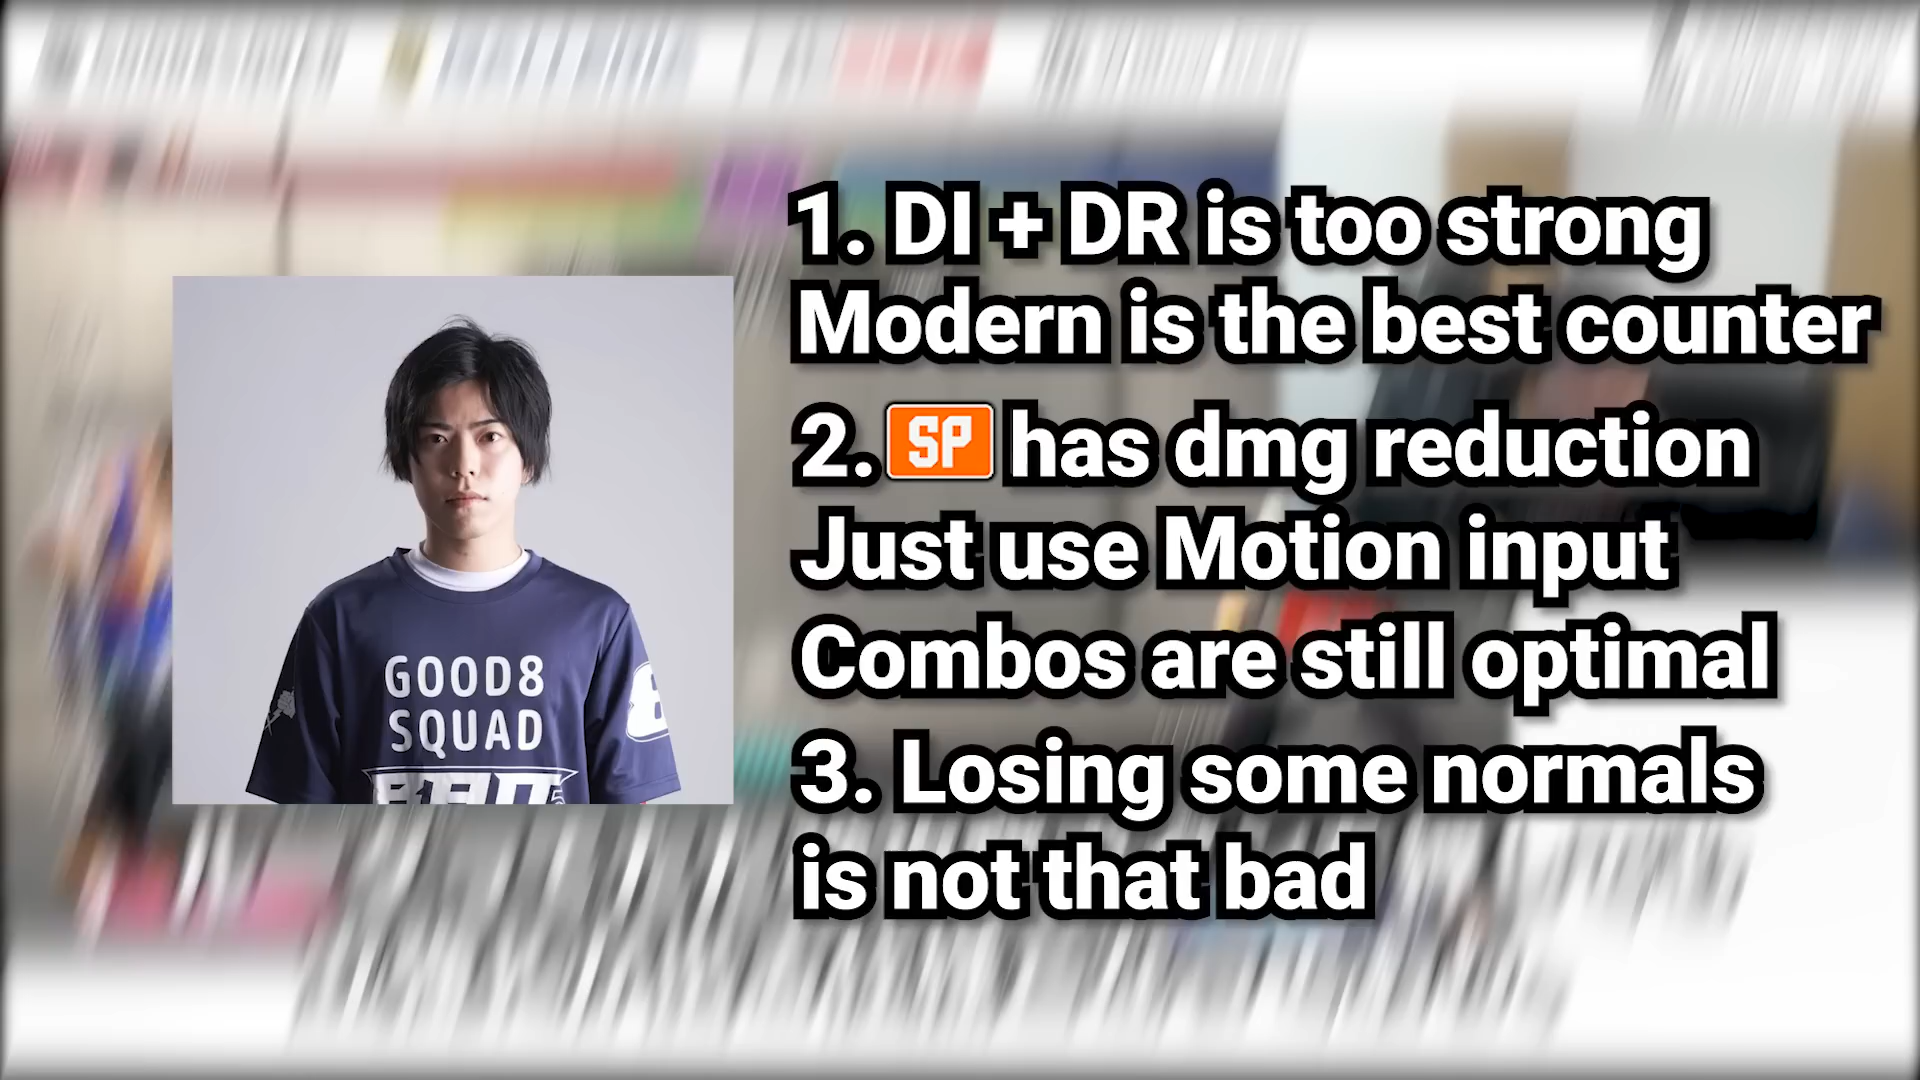 1. DI + DR is too strong
Modern is the best counter
2. SP has dmg reduction
Just use Motion input
Combos are still optimal
3. Losing some normals
is not that bad
GOOD8
SQUAD